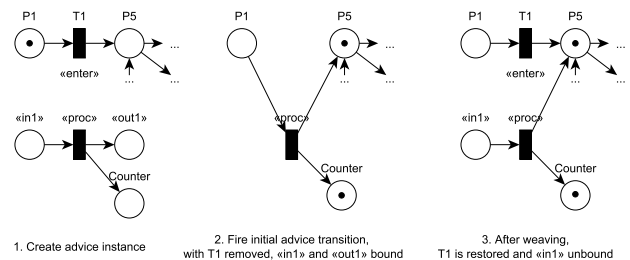 P1 T1 P5
...
«enter» ... ...
«in1» «proc» «out1»
Counter
1. Create advice instance
P1 P5
...
... ...
«proc»
Counter
2. Fire initial advice transition,
with T1 removed, «in1» and «out1» bound
P1 T1 P5
...
«enter» ... ...
«in1» «proc»
Counter
3. After weaving,
T1 is restored and «in1» unbound